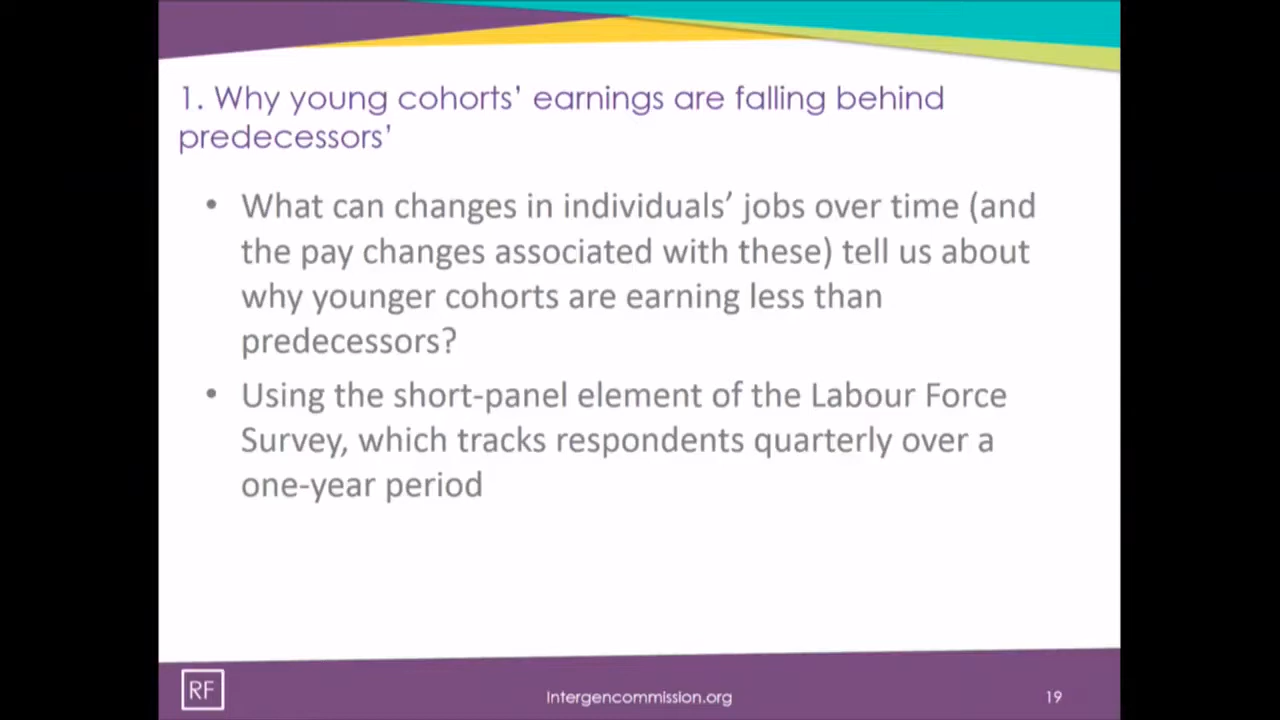 1. Why young cohorts’ earnings are falling behind
predecessors’
• What can changes in individuals’ jobs over time (and
the pay changes associated with these) tell us about
why younger cohorts are earning less than
predecessors?
• Using the short-panel element of the Labour Force
Survey, which tracks respondents quarterly over a
one-year period
RF
intergencommission.org
19